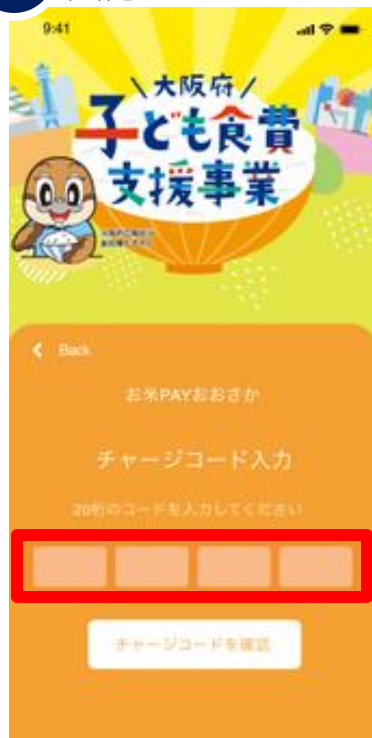 9:41
大阪府
子ども食費
支援事業
Back
お米PAYおおさか
チャージコード入力
20桁のコードを入力してください
チャージコードを確認